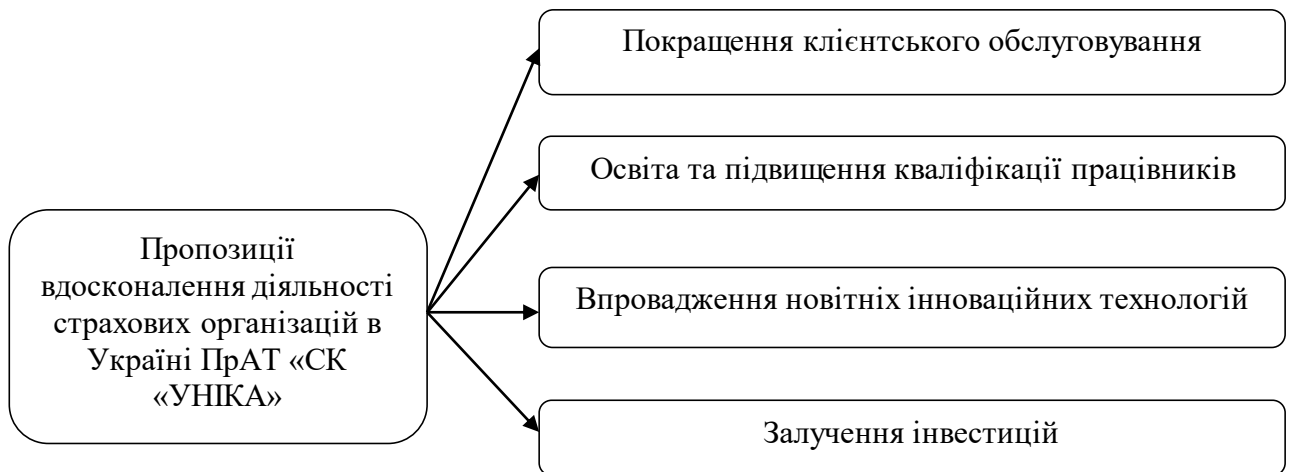 Покращення клієнтського обслуговування
Освіта та підвищення кваліфікації працівників
Пропозиції
вдосконалення діяльності
страхових організацій в
Україні ПрАТ «СК
«УНІКА»
Впровадження новітніх інноваційних технологій
Залучення інвестицій